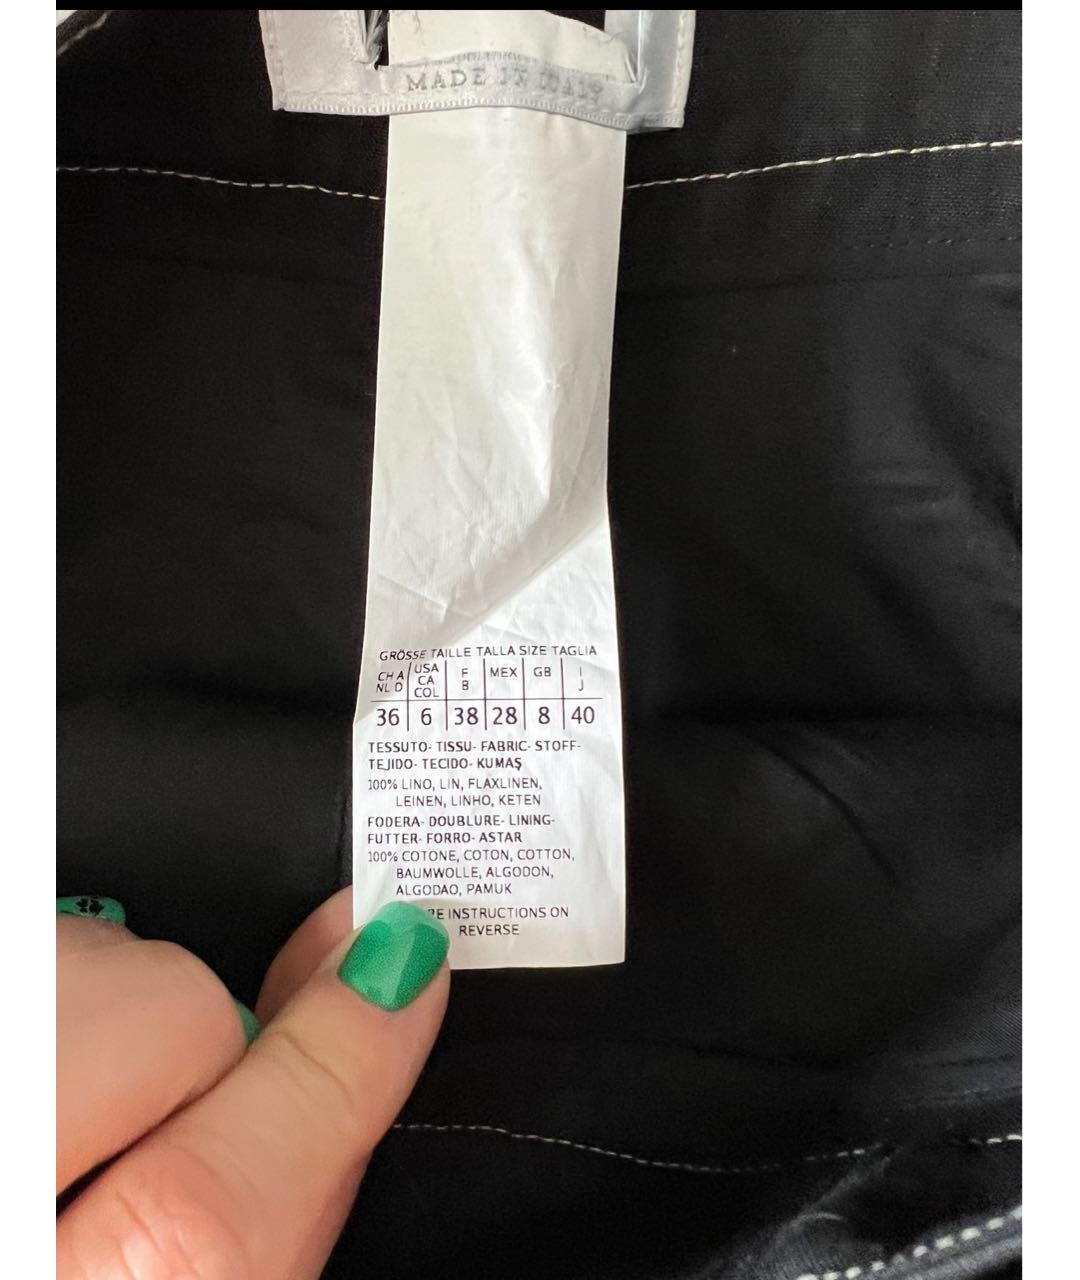 MADE IN ITALY
GRÖSSE TAILLE TALLA SIZE TAGLIA
CH A USA F MEX GB I
NL D CA B J
COL
36 6 38 28 8 40
TESSUTO- TISSU- FABRIC- STOFF-
TEJIDO- TECIDO- KUMAŞ
100% LINO, LIN, FLAXLINEN,
LEINEN, LINHO, KETEN
FODERA- DOUBLURE- LINING-
FUTTER- FORRO- ASTAR
100% COTONE, COTON, COTTON,
BAUMWOLLE, ALGODON,
ALGODAO, PAMUK
INSTRUCTIONS ON
REVERSE